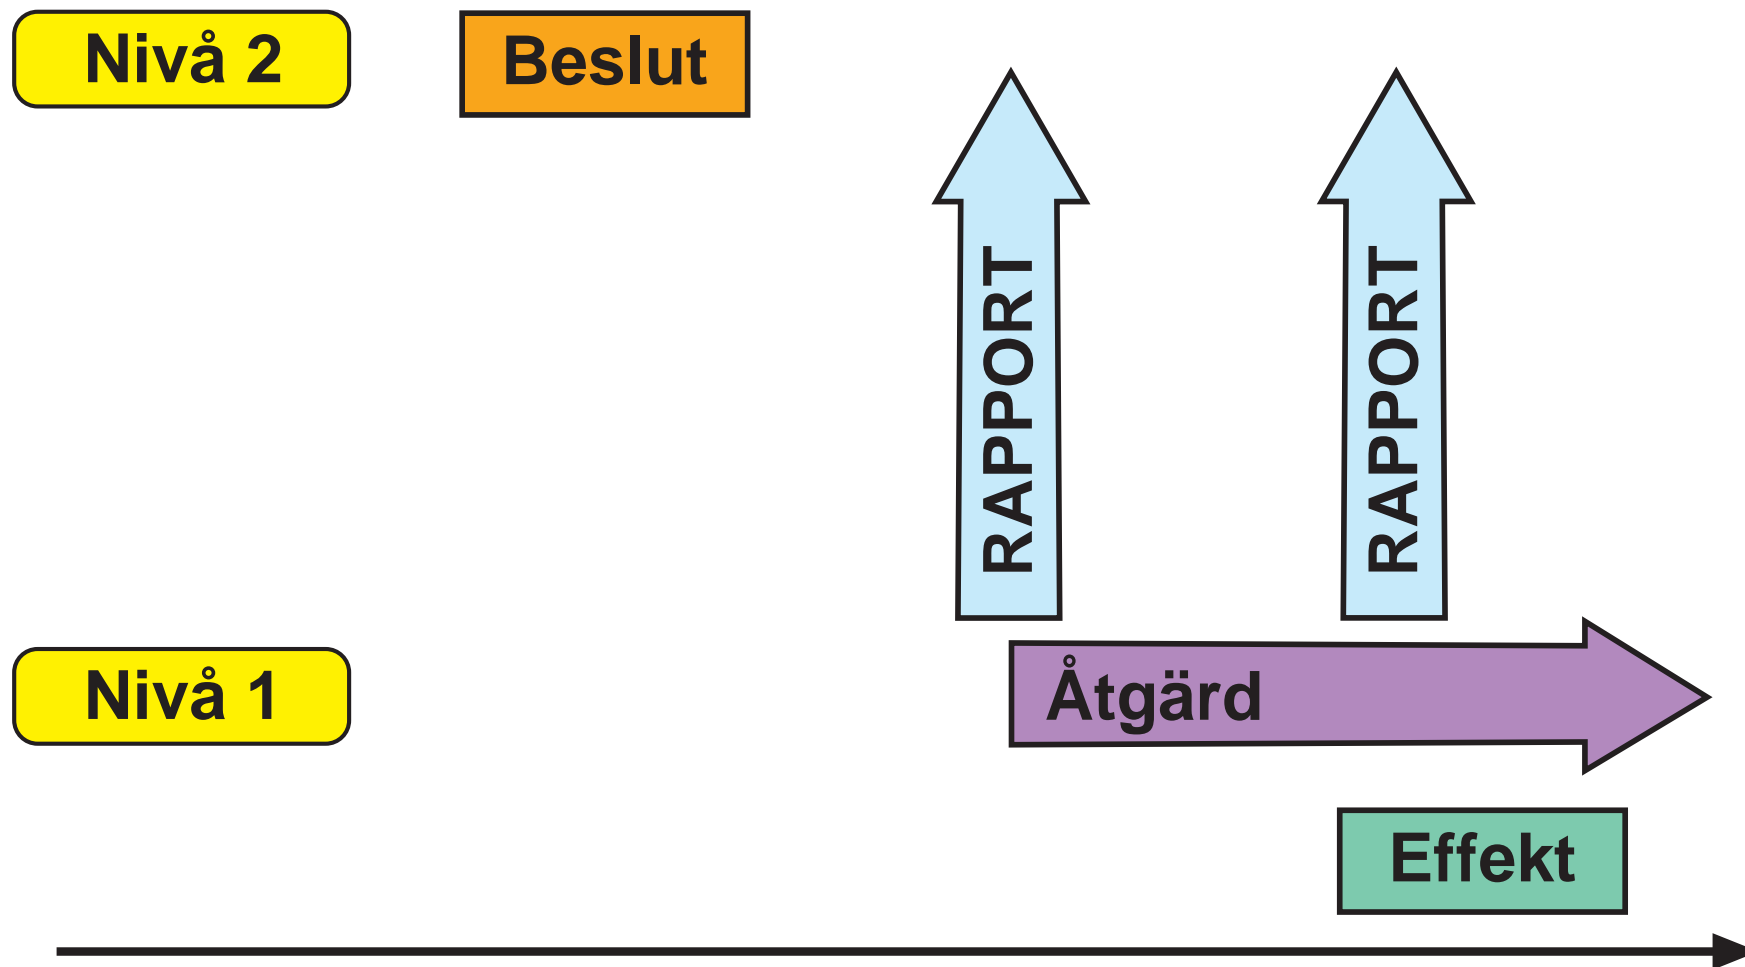 Nivå 2
Beslut
RAPPORT
RAPPORT
Nivå 1
Åtgärd
Effekt